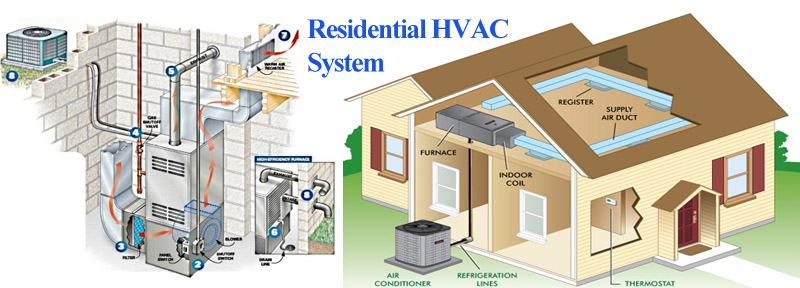 Residential HVAC
System
7
WARM AIR
REGISTER
5
EXHAUST
4
GAS
SHUTOFF
VALVE
HIGH-EFFICIENCY FURNACE
EXHAUST
6
DRAIN
LINE
3
FILTER
BLOWER
PANEL
SWITCH
SHUTOFF
SWITCH
2
REGISTER
SUPPLY
AIR DUCT
FURNACE
INDOOR
COIL
AIR
CONDITIONER
REFRIGERATION
LINES
THERMOSTAT